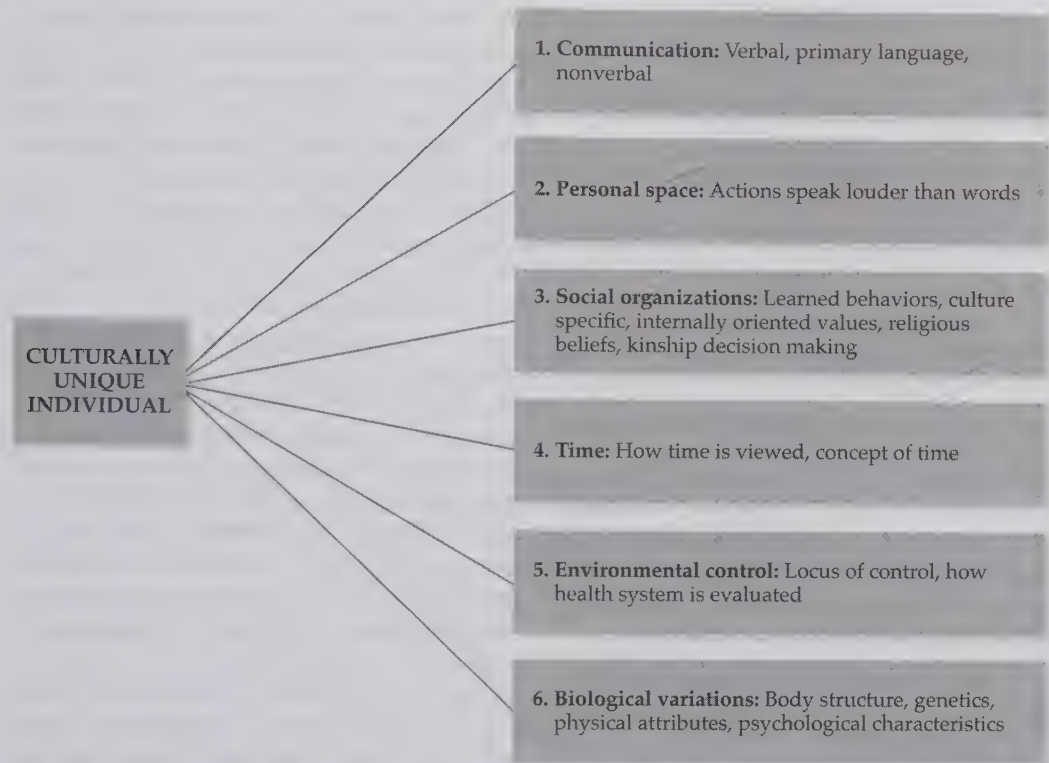 CULTURALLY
UNIQUE
INDIVIDUAL
1. Communication: Verbal, primary language,
nonverbal
2. Personal space: Actions speak louder than words
3. Social organizations: Learned behaviors, culture
specific, internally oriented values, religious
beliefs, kinship decision making
4. Time: How time is viewed, concept of time
5. Environmental control: Locus of control, how
health system is evaluated
6. Biological variations: Body structure, genetics,
physical attributes, psychological characteristics